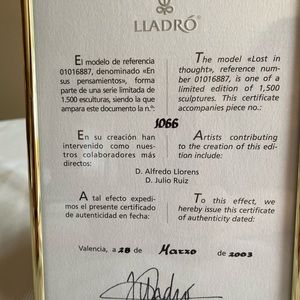 LLADRÓ
El modelo de referencia
01016887, denominado «En
sus pensamientos», forma
parte de una serie limitada de
1.500 esculturas, siendo la que
ampara este documento la n.º:
The model «Lost in
thought», reference num-
ber 01016887, is one of a
limited edition of 1,500
sculptures. This certificate
accompanies piece no.:
1066
En su creación han
intervenido como nues-
tros colaboradores más
directos:
Artists contributing
to the creation of this edi-
tion include:
D. Alfredo Llorens
D. Julio Ruiz
A tal efecto expedi-
mos el presente certificado
de autenticidad en fecha:
To this effect, we
hereby issue this certificate
of authenticity dated:
Valencia, a 28 de Marzo de 2003